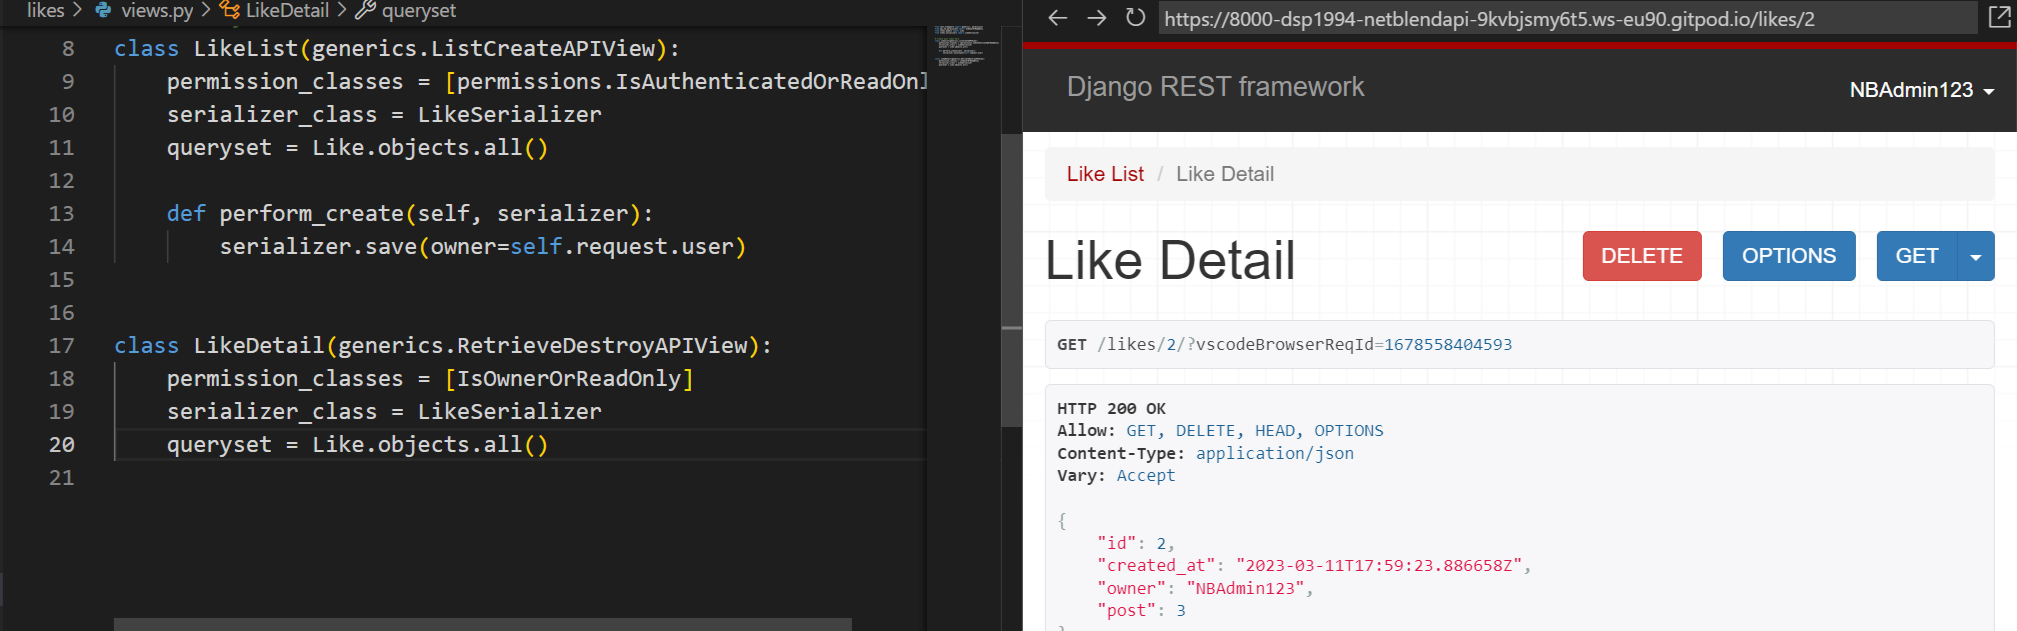 likes > views.py > LikeDetail > queryset
8 class LikeList(generics.ListCreateAPIView):
9 permission_classes = [permissions.IsAuthenticatedOrReadOnl
10 serializer_class = LikeSerializer
11 queryset = Like.objects.all()
12
13 def perform_create(self, serializer):
14 serializer.save(owner=self.request.user)
15
16
17 class LikeDetail(generics.RetrieveDestroyAPIView):
18 permission_classes = [IsOwnerOrReadOnly]
19 serializer_class = LikeSerializer
20 queryset = Like.objects.all()
21
https://8000-dsp1994-netblendapi-9kvbjsmy6t5.ws-eu90.gitpod.io/likes/2
Django REST framework
NBAdmin123
Like List / Like Detail
Like Detail
DELETE
OPTIONS
GET
GET /likes/2/?vscodeBrowserReqId=1678558404593
HTTP 200 OK
Allow: GET, DELETE, HEAD, OPTIONS
Content-Type: application/json
Vary: Accept
{
"id": 2,
"created_at": "2023-03-11T17:59:23.886658Z",
"owner": "NBAdmin123",
"post": 3